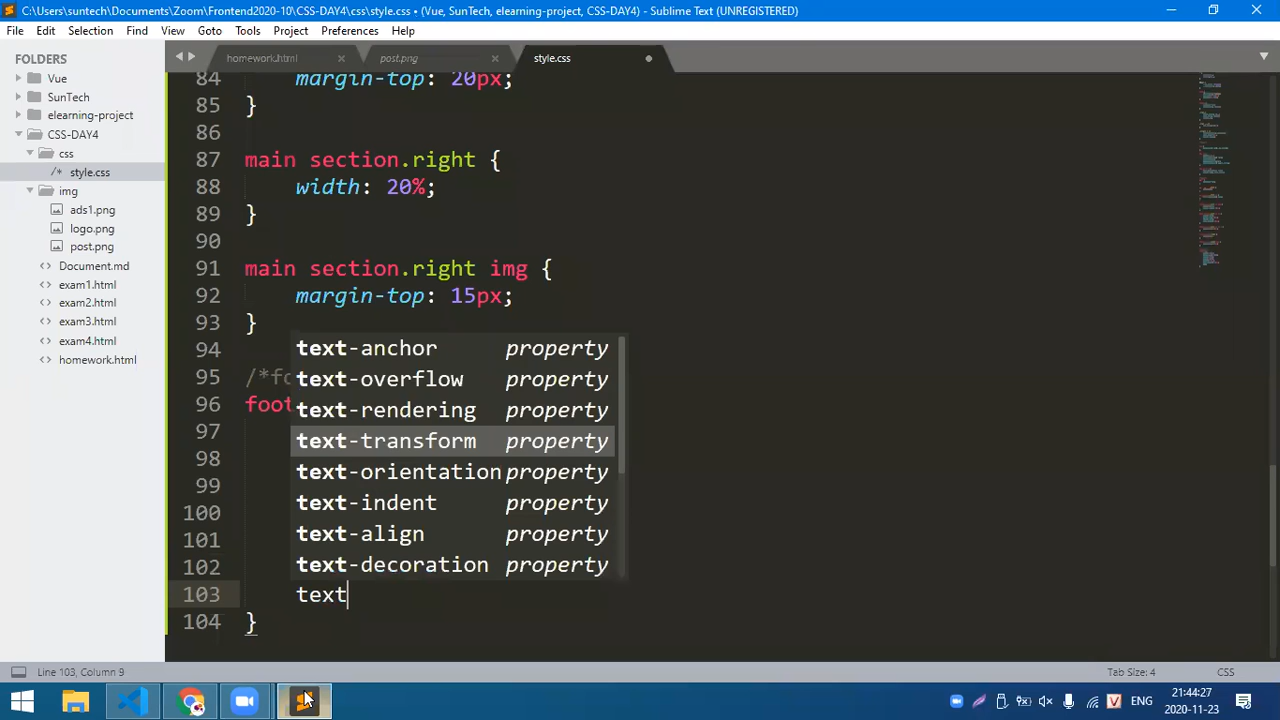 C:\Users\suntech\Documents\Zoom\Frontend2020-10\CSS-DAY4\css\style.css • (Vue, SunTech, elearning-project, CSS-DAY4) - Sublime Text (UNREGISTERED)
File Edit Selection Find View Goto Tools Project Preferences Help
FOLDERS
Vue
SunTech
elearning-project
CSS-DAY4
css
/* style.css
img
ads1.png
logo.png
post.png
Document.md
exam1.html
exam2.html
exam3.html
exam4.html
homework.html
homework.html post.png style.css
84 margin-top: 20px;
85 }
86
87 main section.right {
88 width: 20%;
89 }
90
91 main section.right img {
92 margin-top: 15px;
93 }
94
95 /*fo
96 foot
97
98
99
100
101
102
103 text
104 }
text-anchor property
text-overflow property
text-rendering property
text-transform property
text-orientation property
text-indent property
text-align property
text-decoration property
Line 103, Column 9 Tab Size: 4 CSS
ENG 21:44:27 2020-11-23